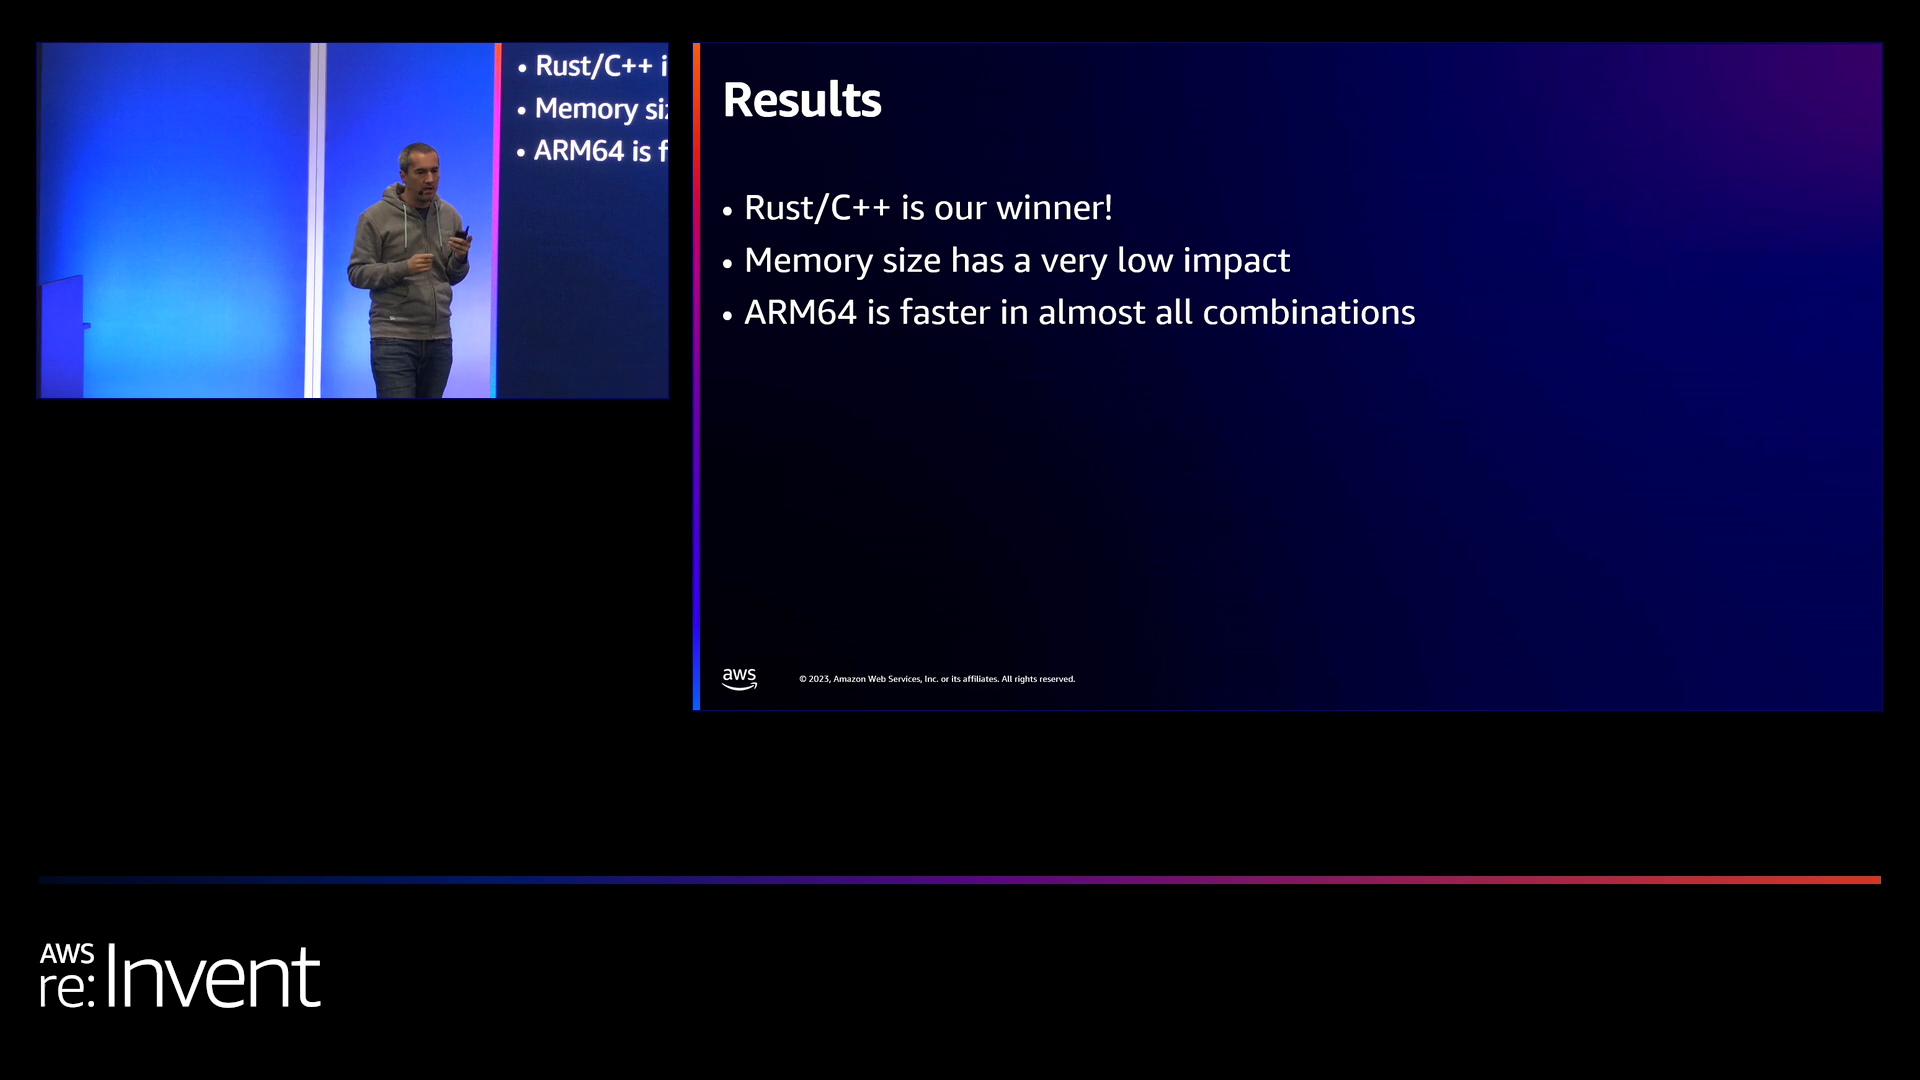 • Rust/C++ i
• Memory si
• ARM64 is f
Results
• Rust/C++ is our winner!
• Memory size has a very low impact
• ARM64 is faster in almost all combinations
aws
© 2023, Amazon Web Services, Inc. or its affiliates. All rights reserved.
AWS
re:Invent